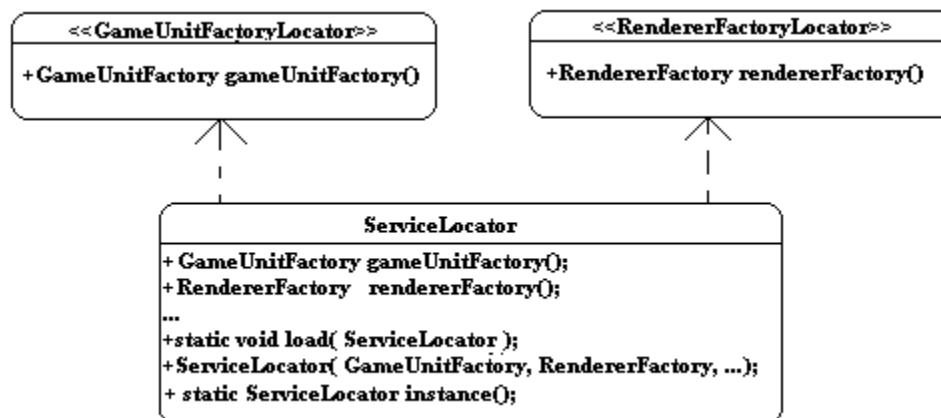 <<GameUnitFactoryLocator>>
+GameUnitFactory gameUnitFactory()
<<RendererFactoryLocator>>
+RendererFactory rendererFactory()
ServiceLocator
+ GameUnitFactory gameUnitFactory();
+RendererFactory rendererFactory();
...
+static void load( ServiceLocator );
+ServiceLocator( GameUnitFactory, RendererFactory, ...);
+ static ServiceLocator instance();